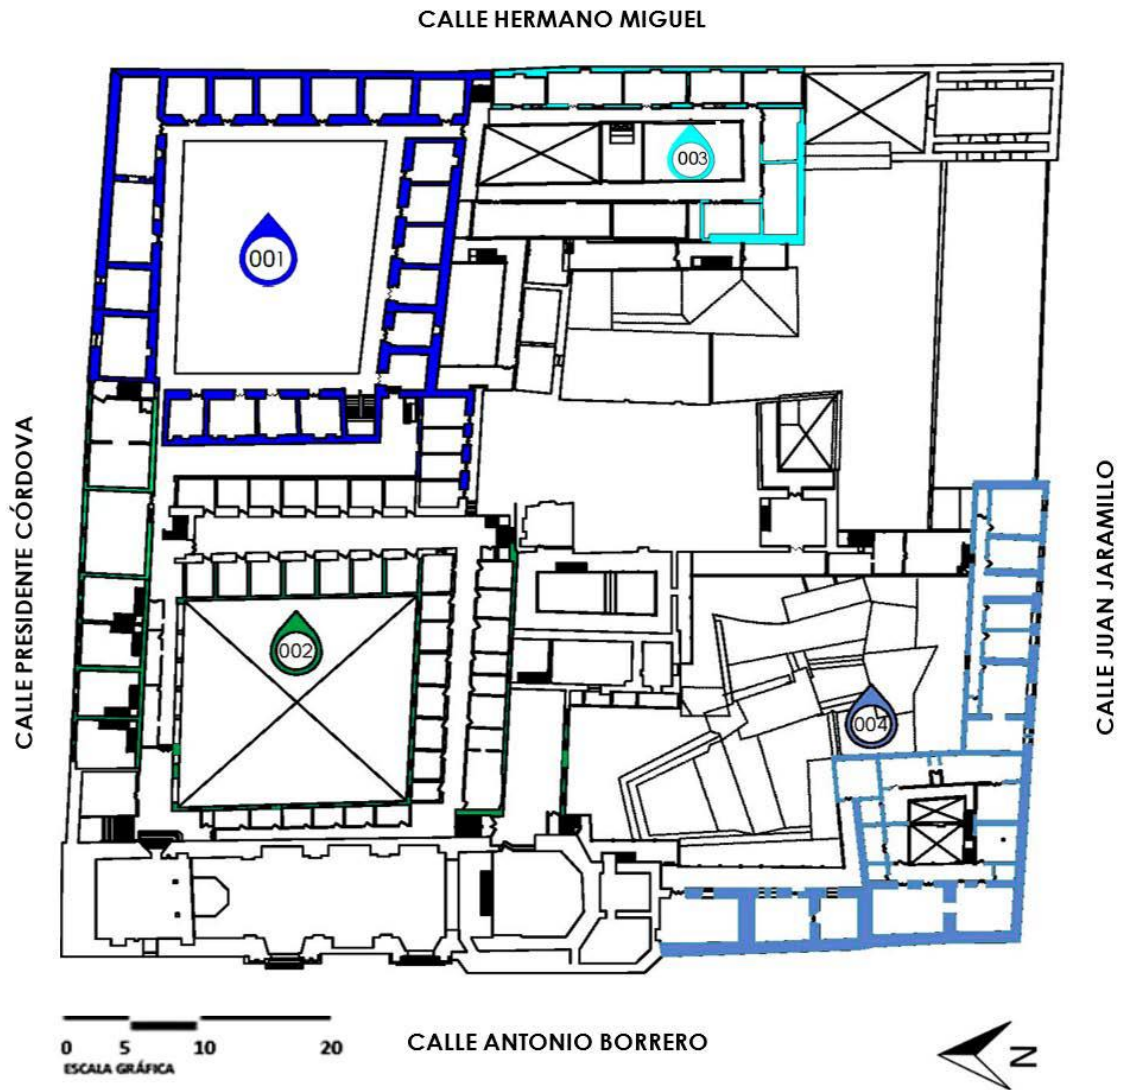 CALLE HERMANO MIGUEL
003
001
CALLE PRESIDENTE CÓRDOVA
CALLE JUAN JARAMILLO
002
004
0 5 10 20
ESCALA GRÁFICA
CALLE ANTONIO BORRERO
N